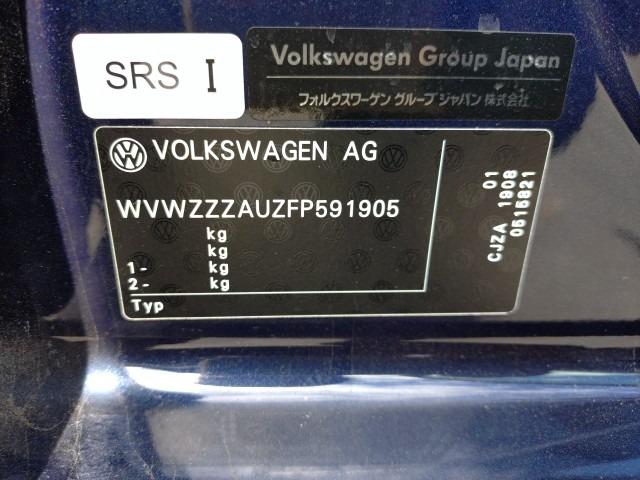 SRS I
Volkswagen Group Japan
フォルクスワーゲン グループ ジャパン 株式会社
VOLKSWAGEN AG
WVWZZZAUZFP591905
kg
kg
1- kg
2- kg
Typ
01
CJZA 1908
0515821